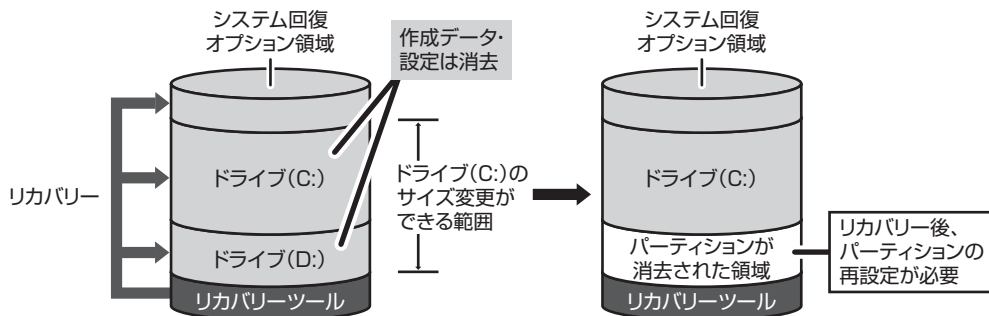 システム回復
オプション領域
作成データ・
設定は消去
リカバリー
ドライブ(C:)
ドライブ(C:)の
サイズ変更が
できる範囲
ドライブ(D:)
リカバリーツール
システム回復
オプション領域
ドライブ(C:)
パーティションが
消去された領域
リカバリー後、
パーティションの
再設定が必要
リカバリーツール